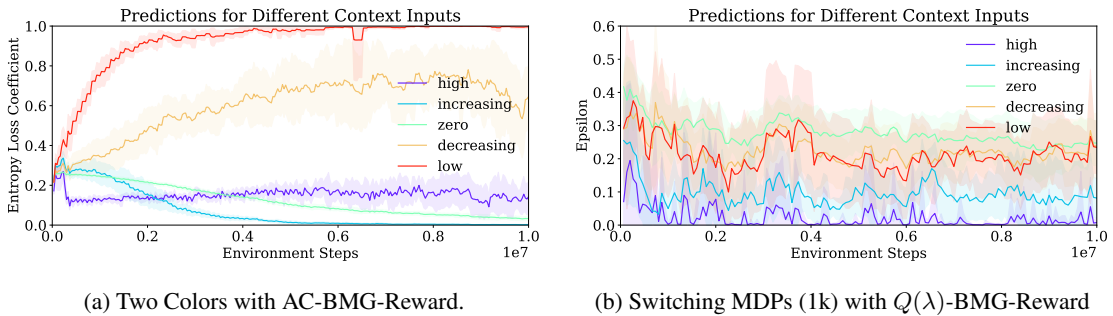 Predictions for Different Context Inputs
Entropy Loss Coefficient
1.0
0.8
0.6
0.4
0.2
0.0
high
increasing
zero
decreasing
low
0.0 0.2 0.4 0.6 0.8 1.0
1e7
Environment Steps
(a) Two Colors with AC-BMG-Reward.
Predictions for Different Context Inputs
Epsilon
0.6
0.5
0.4
0.3
0.2
0.1
0.0
high
increasing
zero
decreasing
low
0.0 0.2 0.4 0.6 0.8 1.0
1e7
Environment Steps
(b) Switching MDPs (1k) with Q(λ)-BMG-Reward